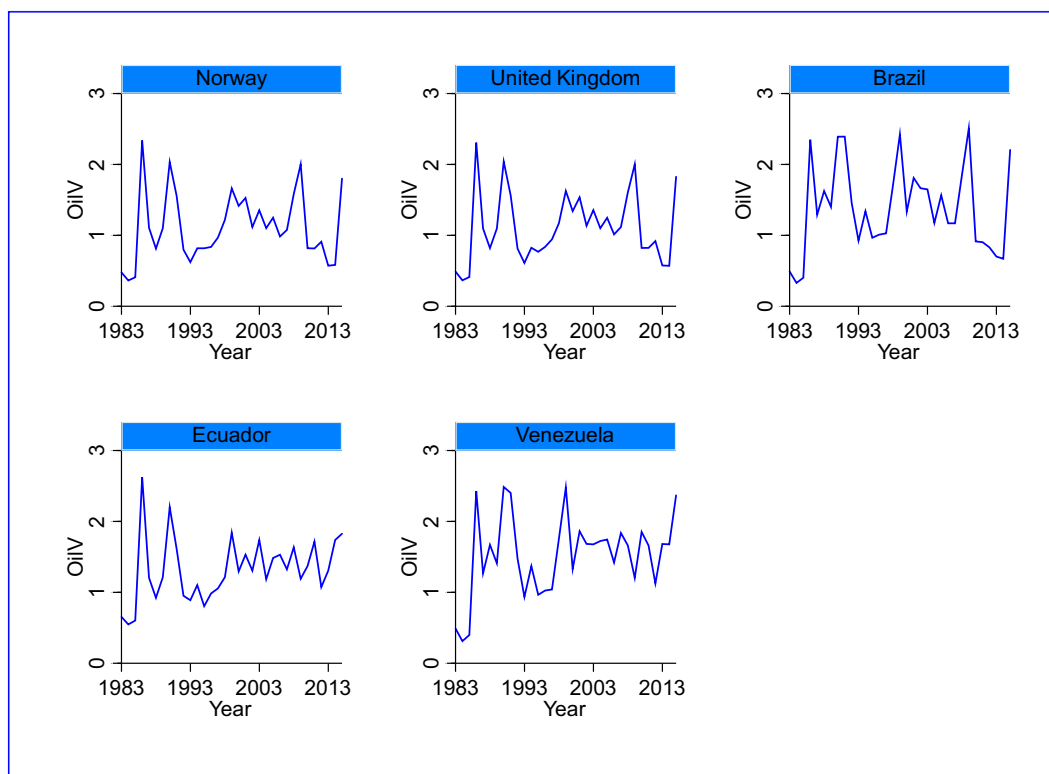 Norway
United Kingdom
Brazil
3
2
1
0
OilV
1983 1993 2003 2013
Year
3
2
1
0
OilV
1983 1993 2003 2013
Year
3
2
1
0
OilV
1983 1993 2003 2013
Year
Ecuador
Venezuela
3
2
1
0
OilV
1983 1993 2003 2013
Year
3
2
1
0
OilV
1983 1993 2003 2013
Year